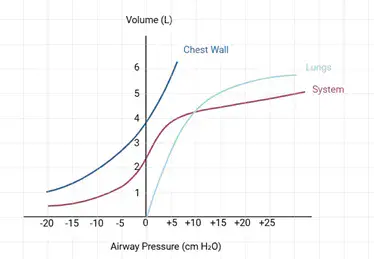 Volume (L)
Chest Wall
Lungs
System
6
5
4
3
2
1
-20 -15 -10 -5 0 +5 +10 +15 +20 +25
Airway Pressure (cm H₂O)